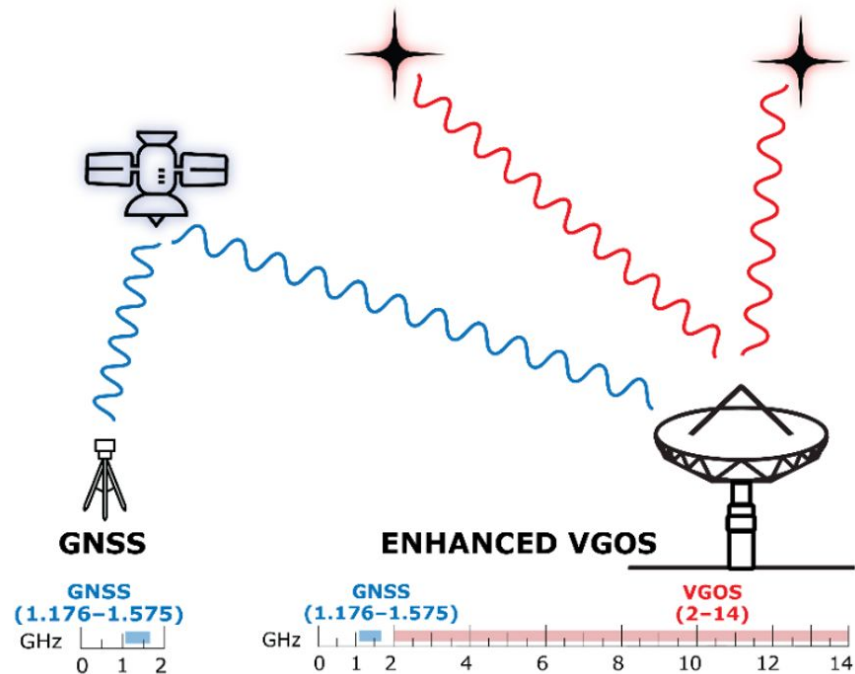 GNSS
ENHANCED VGOS
GNSS
(1.176–1.575)
GNSS
(1.176–1.575)
VGOS
(2–14)
GHz
0 1 2
GHz
0 1 2 4 6 8 10 12 14